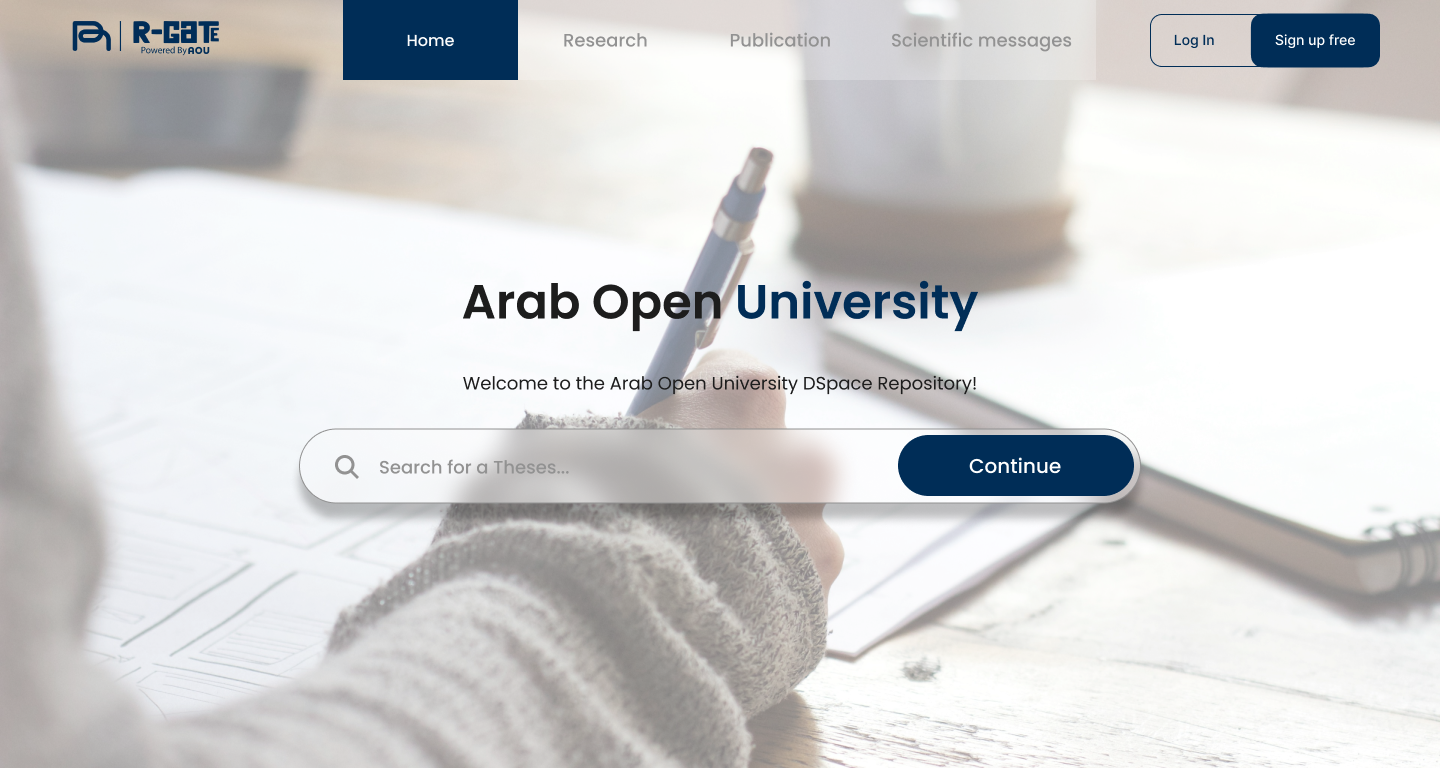 R-GATE
Powered By AOU
Home
Research
Publication
Scientific messages
Log In
Sign up free
Arab Open University
Welcome to the Arab Open University DSpace Repository!
Search for a Theses...
Continue